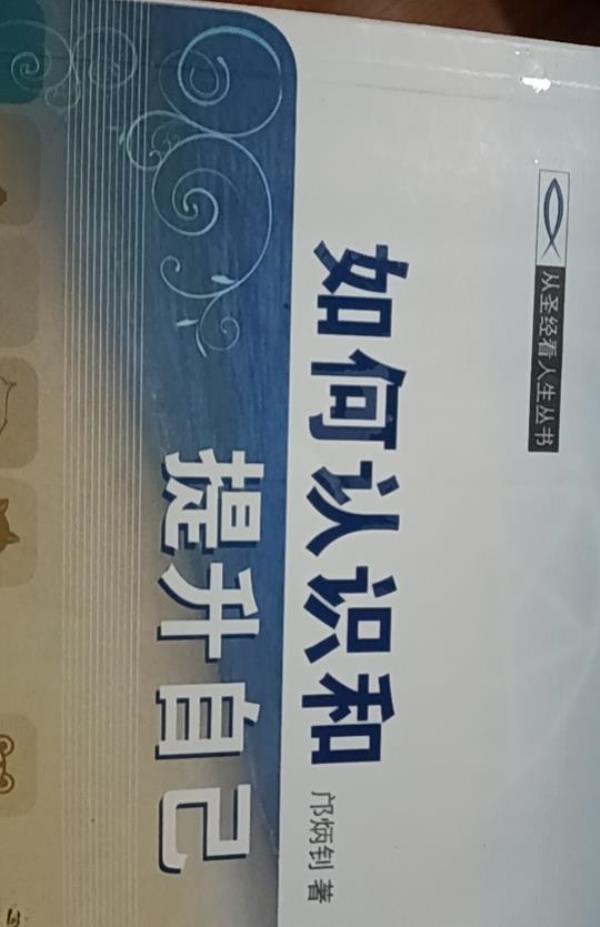 从圣经看人生丛书
如何认识和
提升自己
邝炳钊 著